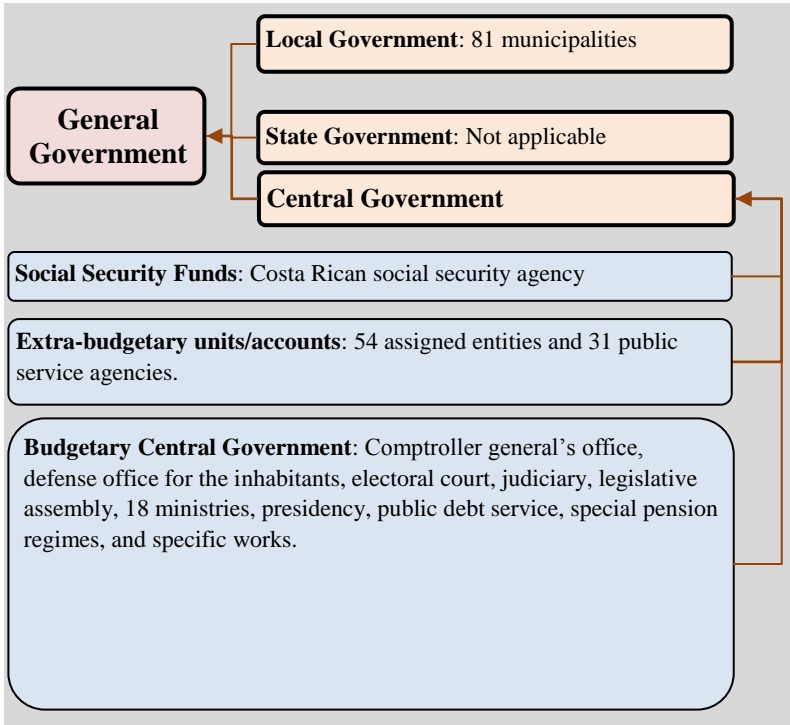 Local Government: 81 municipalities
General
Government
State Government: Not applicable
Central Government
Social Security Funds: Costa Rican social security agency
Extra-budgetary units/accounts: 54 assigned entities and 31 public
service agencies.
Budgetary Central Government: Comptroller general’s office,
defense office for the inhabitants, electoral court, judiciary, legislative
assembly, 18 ministries, presidency, public debt service, special pension
regimes, and specific works.